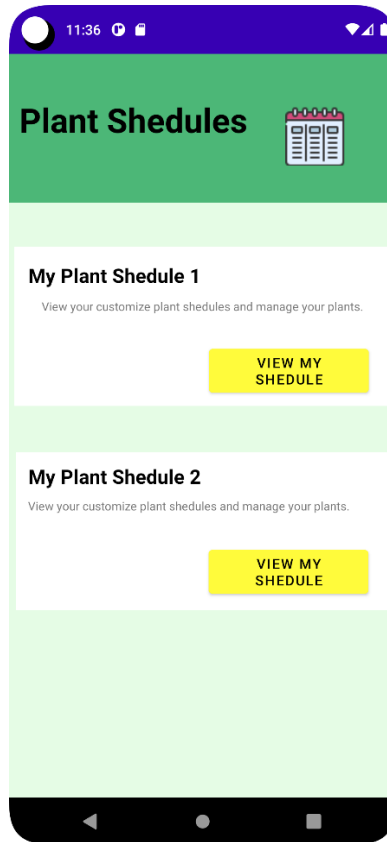 11:36
Plant Shedules
My Plant Shedule 1
View your customize plant shedules and manage your plants.
VIEW MY
SHEDULE
My Plant Shedule 2
View your customize plant shedules and manage your plants.
VIEW MY
SHEDULE